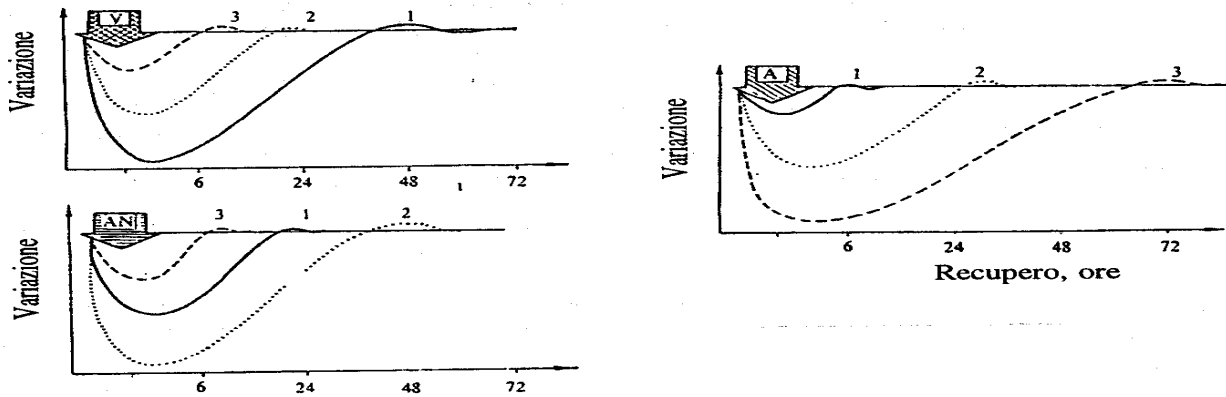 V
3 2 1
Variazione
6 24 48 72
1
AN
3 1 2
Variazione
6 24 48 72
A
1 2 3
Variazione
6 24 48 72
Recupero, ore